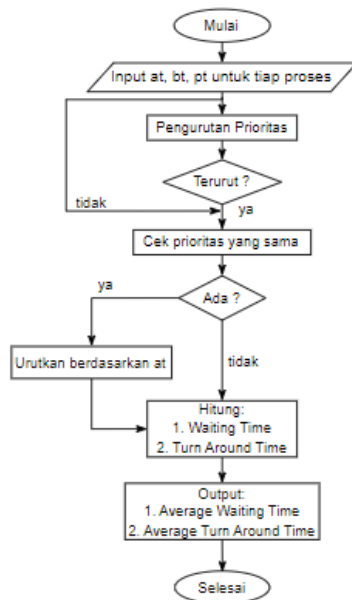 Mulai
Input at, bt, pt untuk tiap proses
Pengurutan Prioritas
Terurut ?
tidak
ya
Cek prioritas yang sama
Ada ?
ya
tidak
Urutkan berdasarkan at
Hitung:
1. Waiting Time
2. Turn Around Time
Output:
1. Average Waiting Time
2. Average Turn Around Time
Selesai